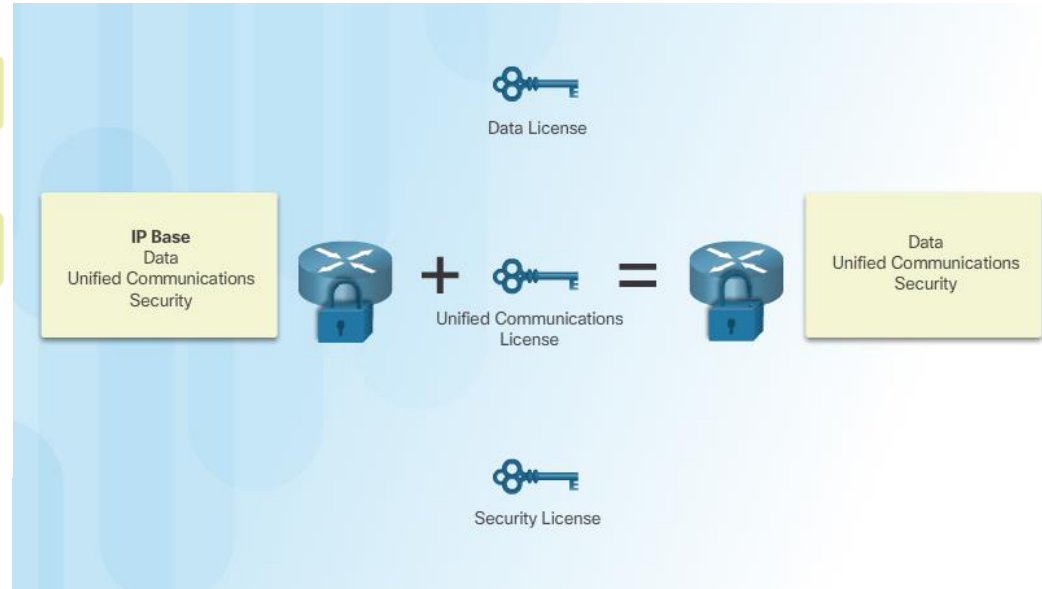 Data License
IP Base
Data
Unified Communications
Security
+
Unified Communications
License
=
Data
Unified Communications
Security
Security License